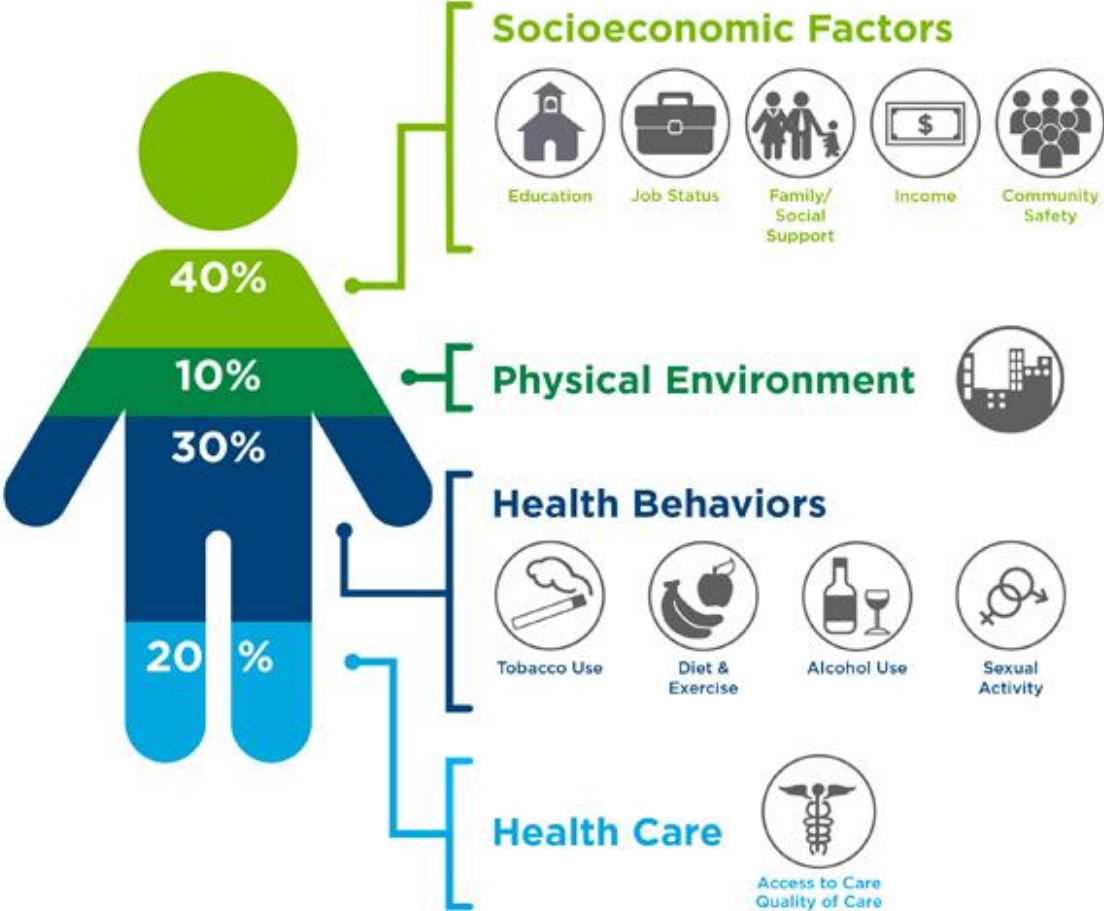 Socioeconomic Factors
$
Education
Job Status
Family/
Social
Support
Income
Community
Safety
40%
10%
Physical Environment
30%
Health Behaviors
Tobacco Use
Diet &
Exercise
Alcohol Use
Sexual
Activity
20 %
Health Care
Access to Care
Quality of Care